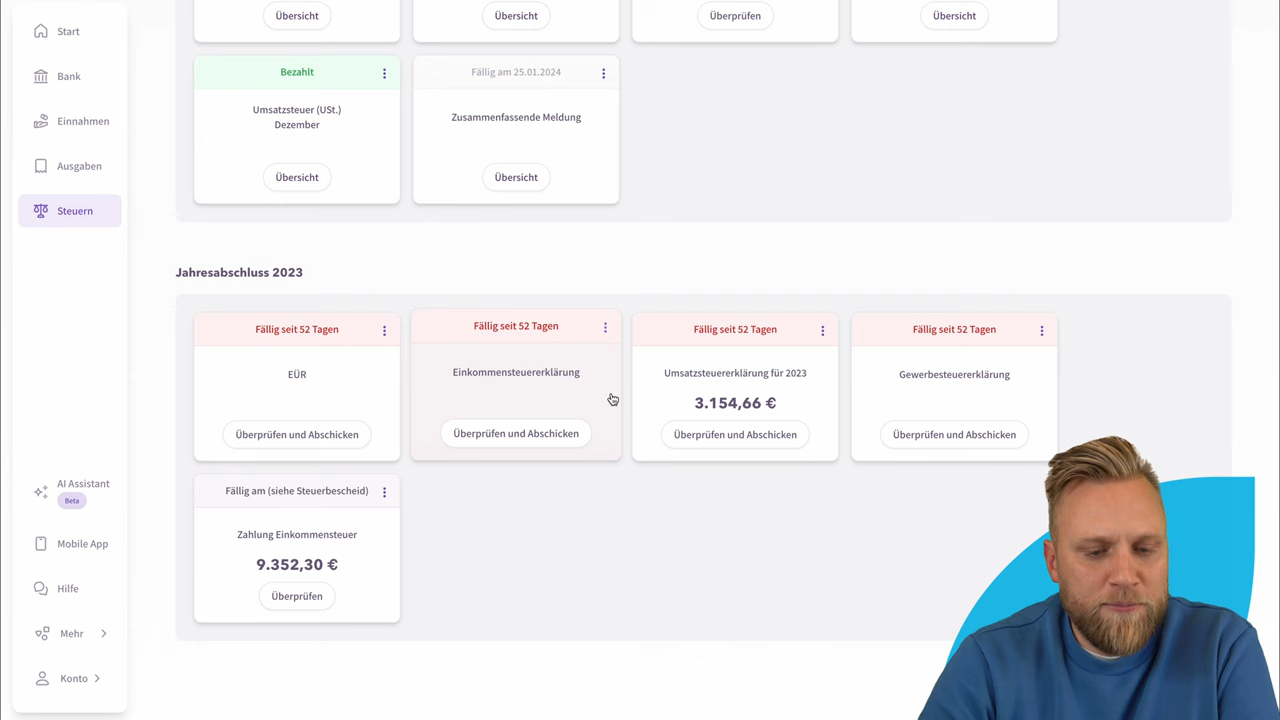 Start
Bank
Einnahmen
Ausgaben
Steuern
AI Assistant
Beta
Mobile App
Hilfe
Mehr
Konto
Übersicht
Übersicht
Überprüfen
Übersicht
Bezahlt
Umsatzsteuer (USt.)
Dezember
Übersicht
Fällig am 25.01.2024
Zusammenfassende Meldung
Übersicht
Jahresabschluss 2023
Fällig seit 52 Tagen
EÜR
Überprüfen und Abschicken
Fällig seit 52 Tagen
Einkommensteuererklärung
Überprüfen und Abschicken
Fällig seit 52 Tagen
Umsatzsteuererklärung für 2023
3.154,66 €
Überprüfen und Abschicken
Fällig seit 52 Tagen
Gewerbesteuererklärung
Überprüfen und Abschicken
Fällig am (siehe Steuerbescheid)
Zahlung Einkommensteuer
9.352,30 €
Überprüfen